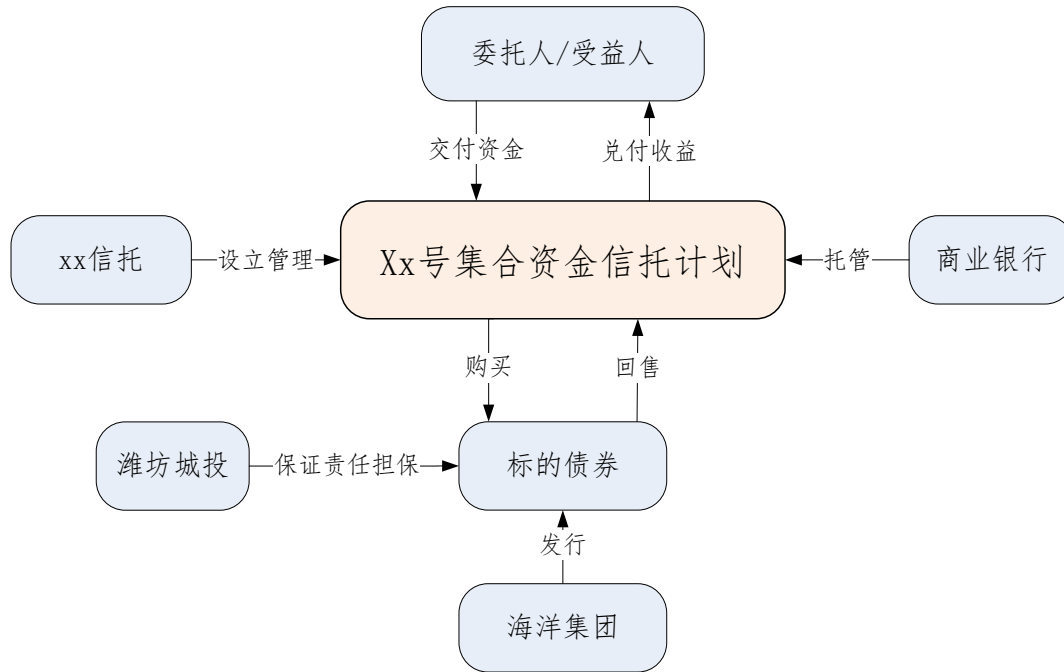 委托人/受益人
交付资金
兑付收益
xx信托
设立管理
Xx号集合资金信托计划
托管
商业银行
购买
回售
潍坊城投
保证责任担保
标的债券
发行
海洋集团